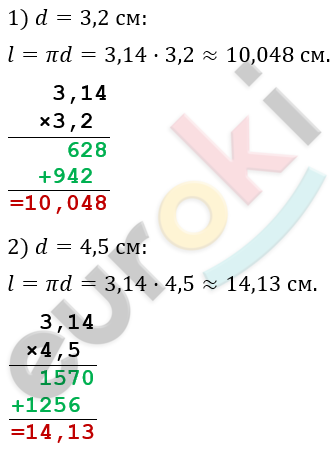 1) d = 3,2 см:
l = πd = 3,14 · 3,2 ≈ 10,048 см.
3,14
×3,2
628
+942
=10,048
2) d = 4,5 см:
l = πd = 3,14 · 4,5 ≈ 14,13 см.
3,14
×4,5
1570
+1256
=14,13
euroki